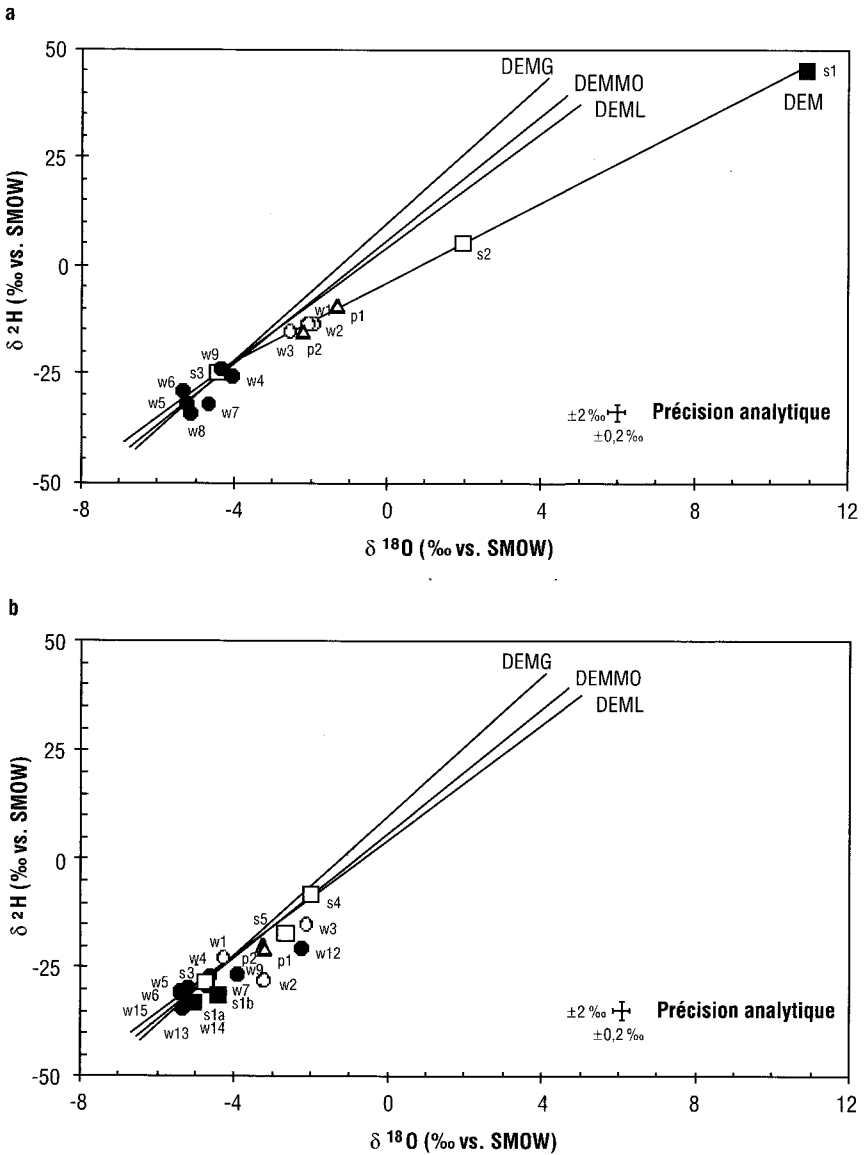 a
50
25
0
-25
-50
δ ²H (‰ vs. SMOW)
DEMG
DEMMO
DEML
s1
DEM
s2
w1
p1
w2
w3
p2
w9
s3
w4
w6
w5
w7
w8
±2‰
±0,2‰
Précision analytique
-8
-4
0
4
8
12
δ ¹⁸O (‰ vs. SMOW)
b
50
25
0
-25
-50
δ ²H (‰ vs. SMOW)
DEMG
DEMMO
DEML
s4
s5
w3
w1
p2
p1
w12
w4
w9
s3
w2
w5
w7
w6
s1b
w15
s1a
w13
w14
±2‰
±0,2‰
Précision analytique
-8
-4
0
4
8
12
δ ¹⁸O (‰ vs. SMOW)